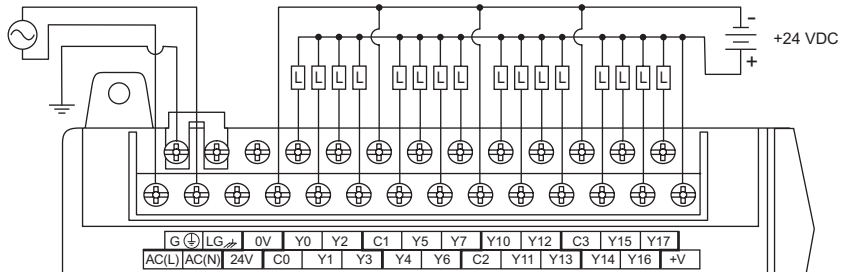 -
+24 VDC
+
L L L L L L L L L L L L L L L L
G LG 0V Y0 Y2 C1 Y5 Y7 Y10 Y12 C3 Y15 Y17
AC(L) AC(N) 24V C0 Y1 Y3 Y4 Y6 C2 Y11 Y13 Y14 Y16 +V